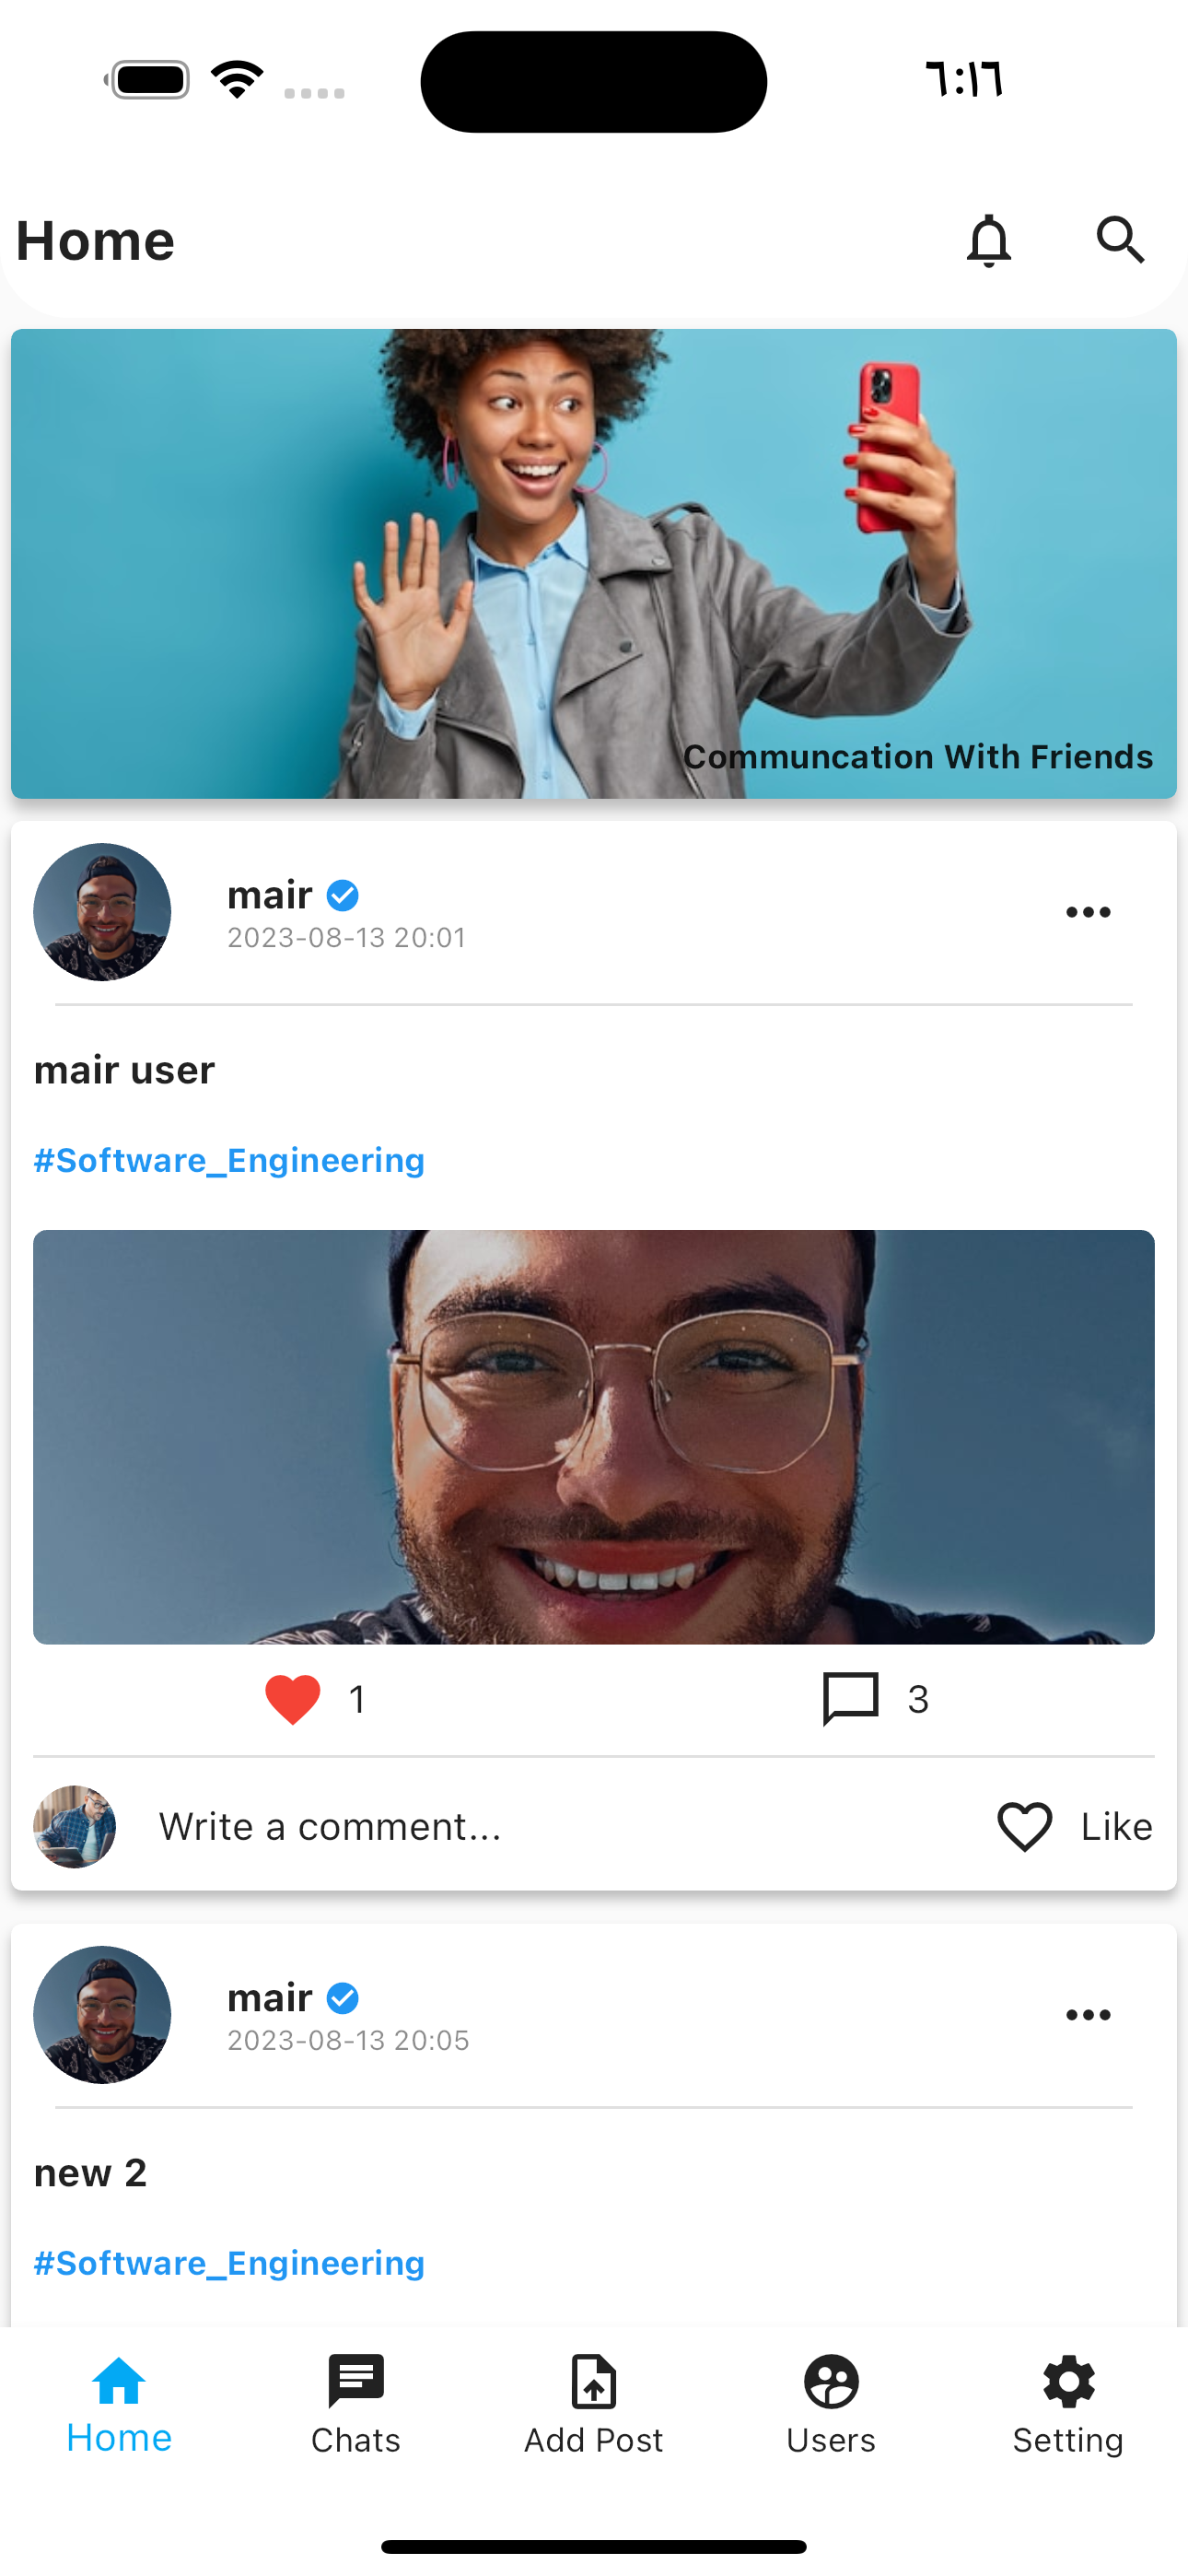 ٦:١٦
Home
Communcation With Friends
mair
2023-08-13 20:01
mair user
#Software_Engineering
1
3
Write a comment...
Like
mair
2023-08-13 20:05
new 2
#Software_Engineering
Home
Chats
Add Post
Users
Setting